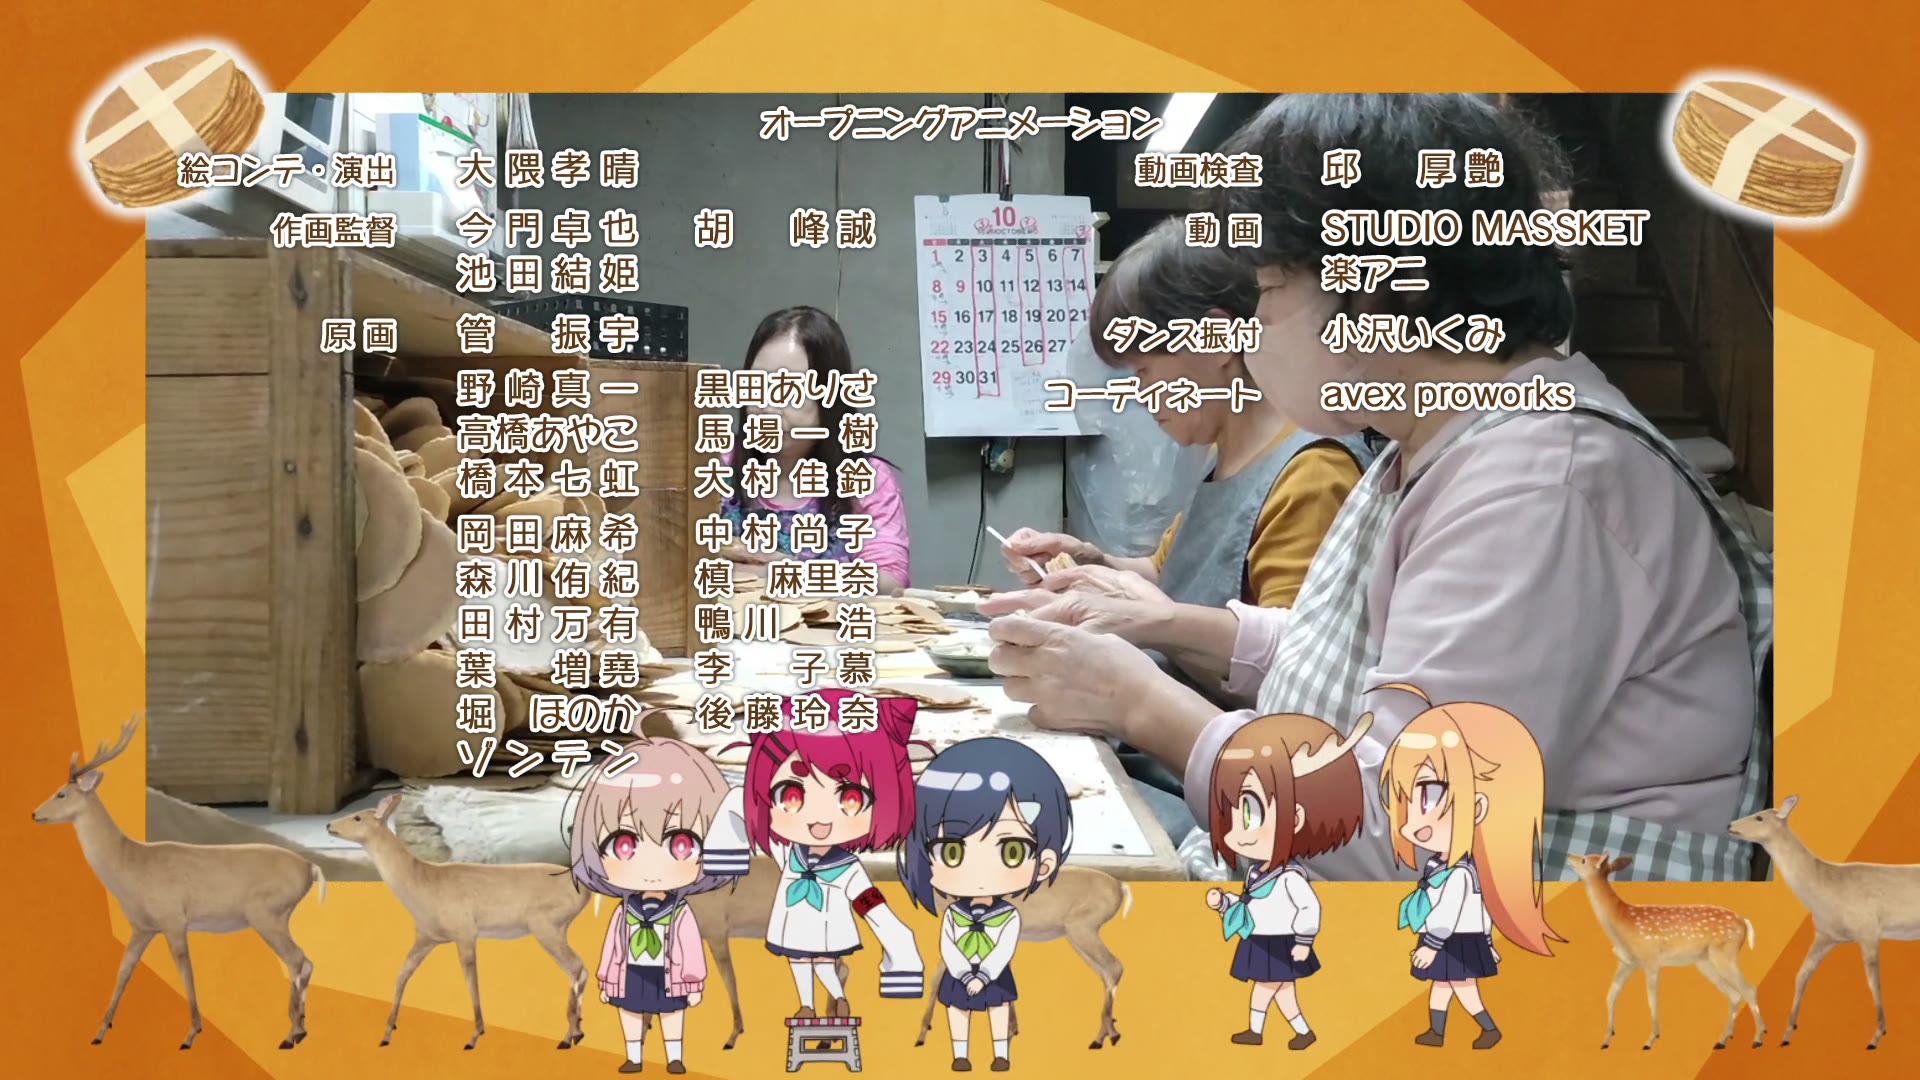 オープニングアニメーション
絵コンテ・演出 大隈孝晴
作画監督 今門卓也 胡 峰誠
池田結姫
原画 管 振宇
野崎真一 黒田ありさ
高橋あやこ 馬場一樹
橋本七虹 大村佳鈴
岡田麻希 中村尚子
森川侑紀 槙 麻里奈
田村万有 鴨川 浩
葉 増堯 李 子慕
堀 ほのか 後藤玲奈
ゾンテン
動画検査 邱 厚艶
動画 STUDIO MASSKET
楽アニ
ダンス振付 小沢いくみ
コーディネート avex proworks
10
OCTOBER
1 2 3 4 5 6 7
8 9 10 11 12 13 14
15 16 17 18 19 20 21
22 23 24 25 26 27
29 30 31